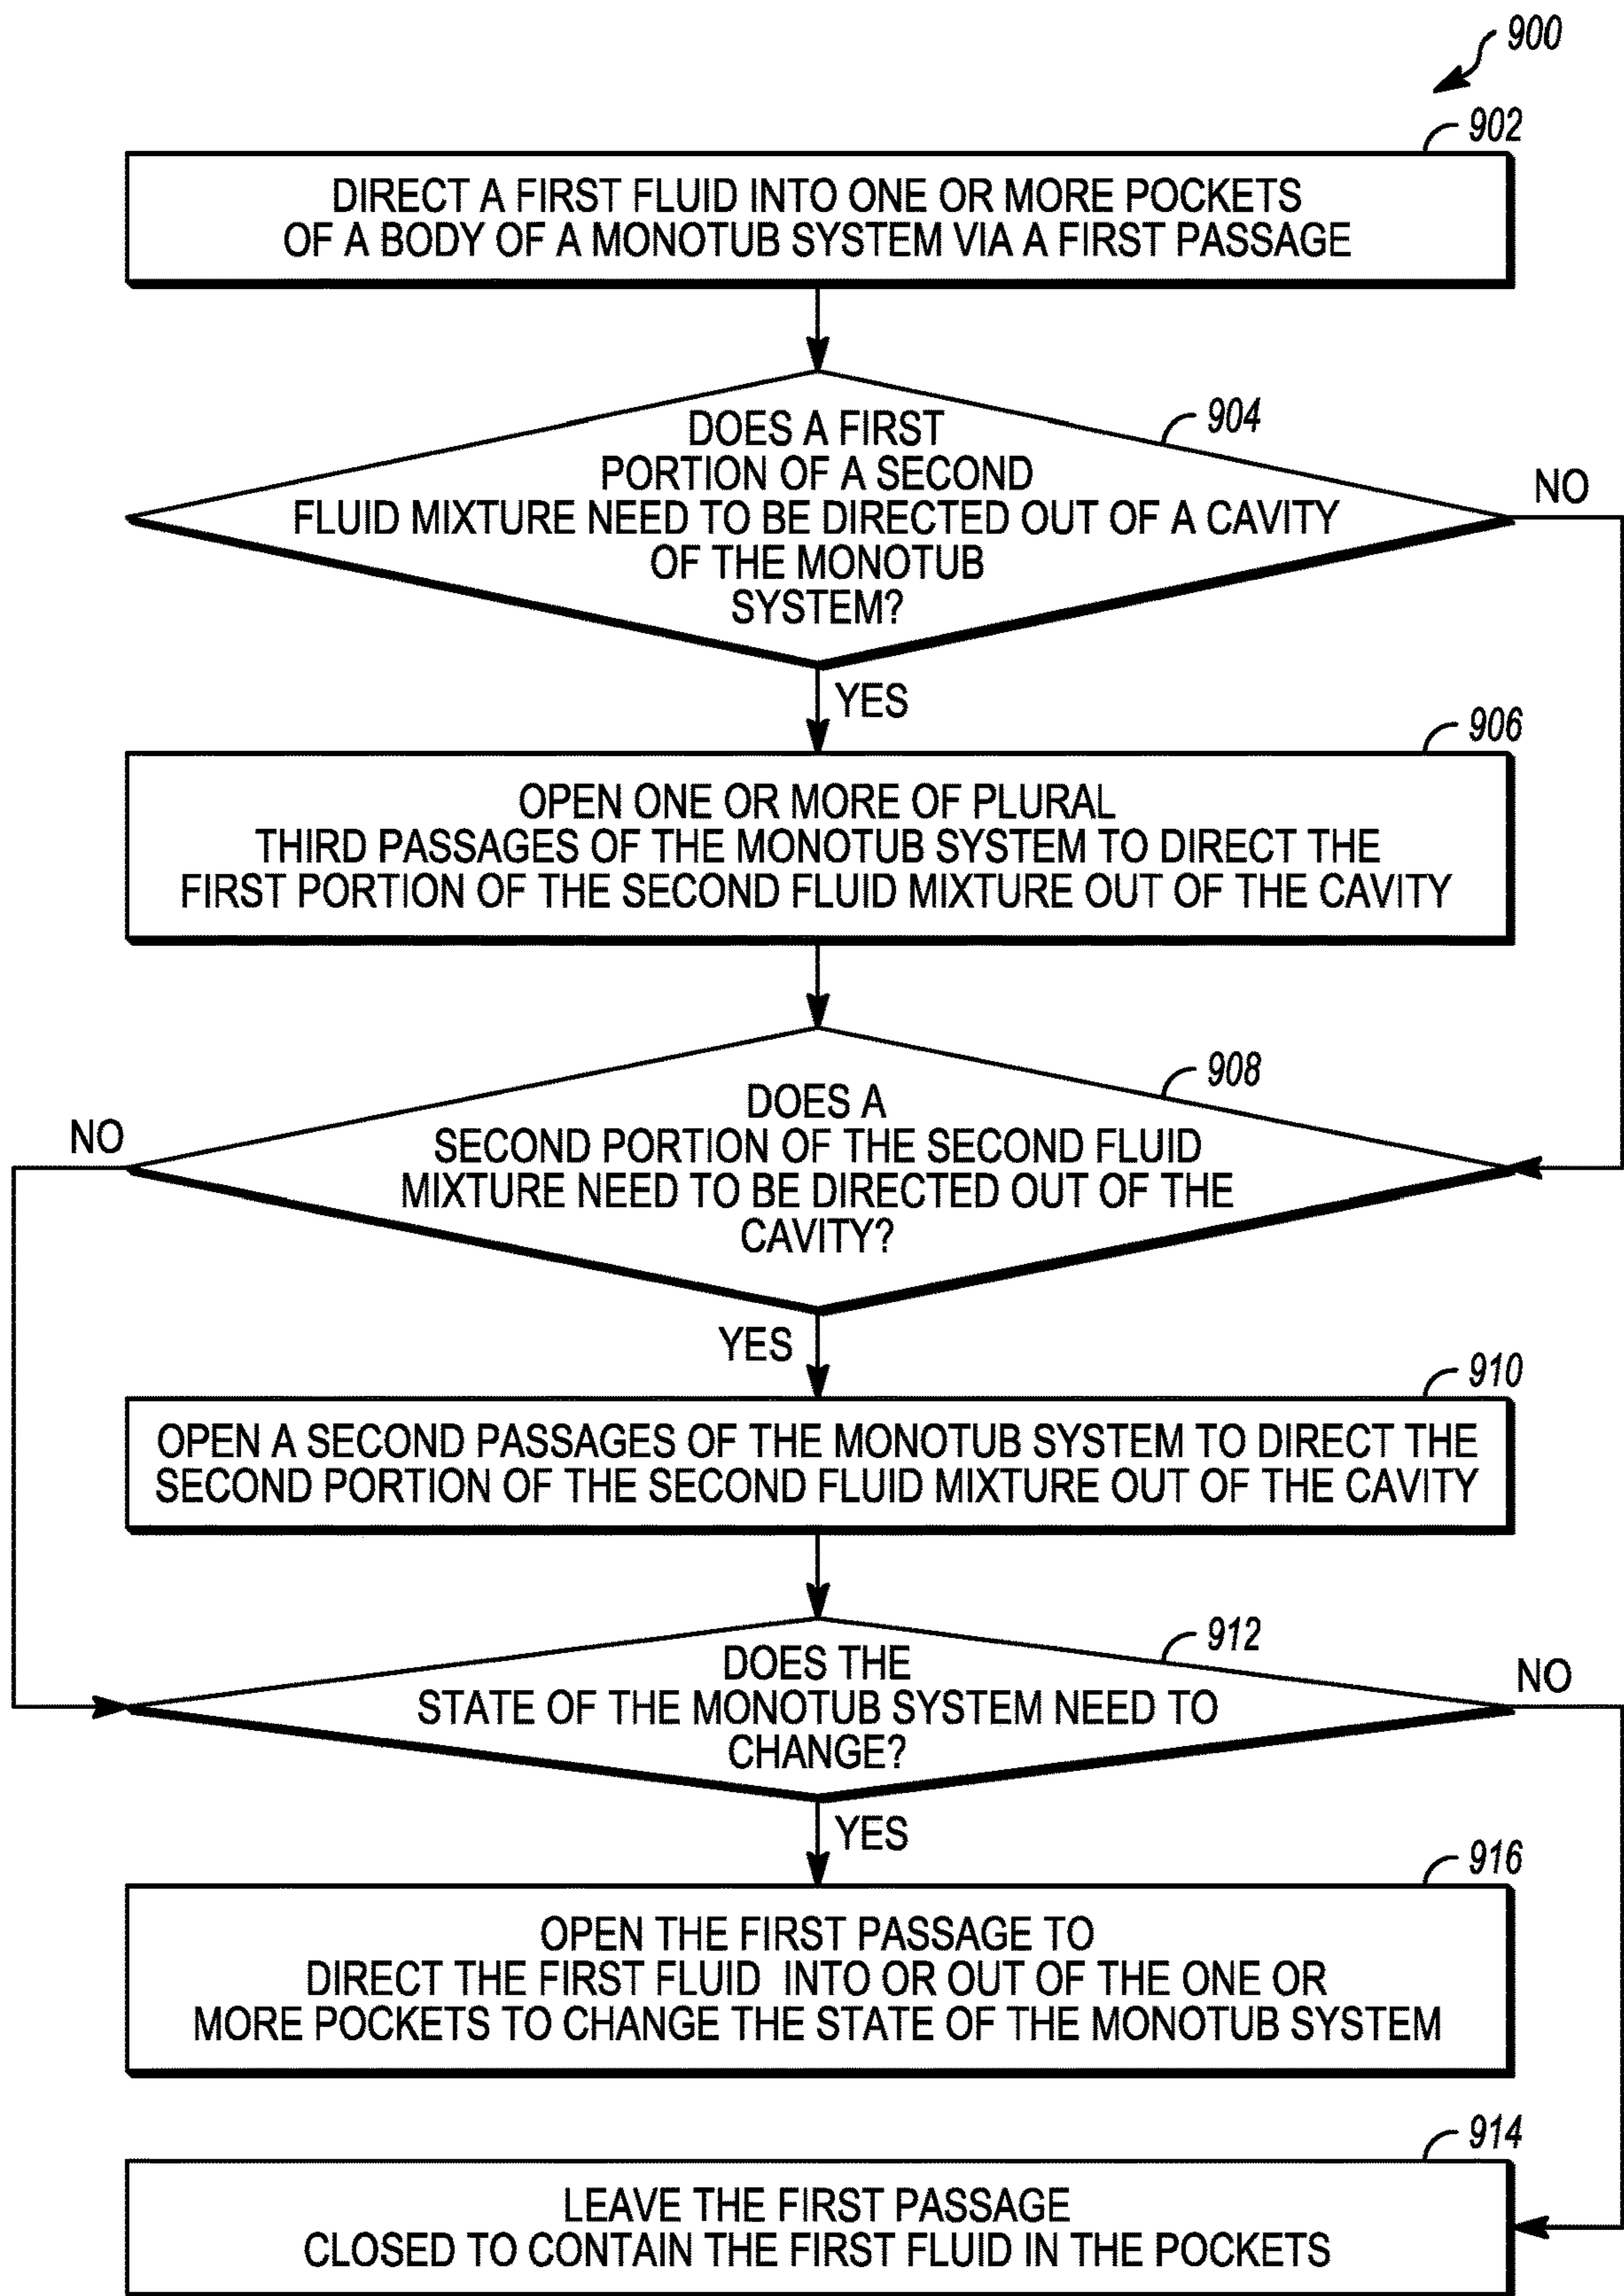 900
902
DIRECT A FIRST FLUID INTO ONE OR MORE POCKETS
OF A BODY OF A MONOTUB SYSTEM VIA A FIRST PASSAGE
904
DOES A FIRST
PORTION OF A SECOND
FLUID MIXTURE NEED TO BE DIRECTED OUT OF A CAVITY
OF THE MONOTUB
SYSTEM?
NO
YES
906
OPEN ONE OR MORE OF PLURAL
THIRD PASSAGES OF THE MONOTUB SYSTEM TO DIRECT THE
FIRST PORTION OF THE SECOND FLUID MIXTURE OUT OF THE CAVITY
908
DOES A
SECOND PORTION OF THE SECOND FLUID
MIXTURE NEED TO BE DIRECTED OUT OF THE
CAVITY?
NO
YES
910
OPEN A SECOND PASSAGES OF THE MONOTUB SYSTEM TO DIRECT THE
SECOND PORTION OF THE SECOND FLUID MIXTURE OUT OF THE CAVITY
912
DOES THE
STATE OF THE MONOTUB SYSTEM NEED TO
CHANGE?
NO
YES
916
OPEN THE FIRST PASSAGE TO
DIRECT THE FIRST FLUID INTO OR OUT OF THE ONE OR
MORE POCKETS TO CHANGE THE STATE OF THE MONOTUB SYSTEM
914
LEAVE THE FIRST PASSAGE
CLOSED TO CONTAIN THE FIRST FLUID IN THE POCKETS